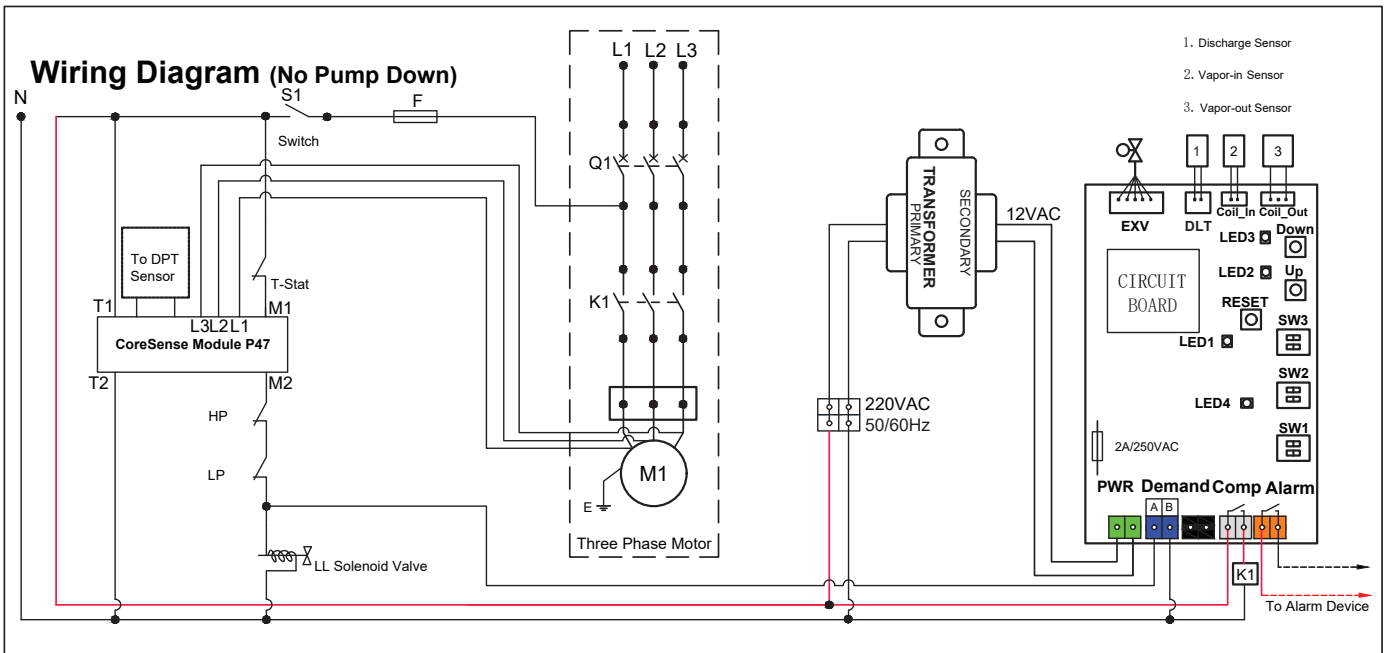 Wiring Diagram (No Pump Down)
N
S1
F
Switch
L1 L2 L3
Q1
K1
M1
E
Three Phase Motor
To DPT
Sensor
T-Stat
T1
M1
L3L2L1
CoreSense Module P47
T2
M2
HP
LP
LL Solenoid Valve
TRANSFORMER
PRIMARY
SECONDARY
12VAC
220VAC
50/60Hz
1. Discharge Sensor
2. Vapor-in Sensor
3. Vapor-out Sensor
1
2
3
EXV
DLT
Coil_In
Coil_Out
LED3
Down
LED2
Up
CIRCUIT
BOARD
RESET
LED1
SW3
SW2
LED4
SW1
2A/250VAC
PWR Demand Comp Alarm
A B
K1
To Alarm Device